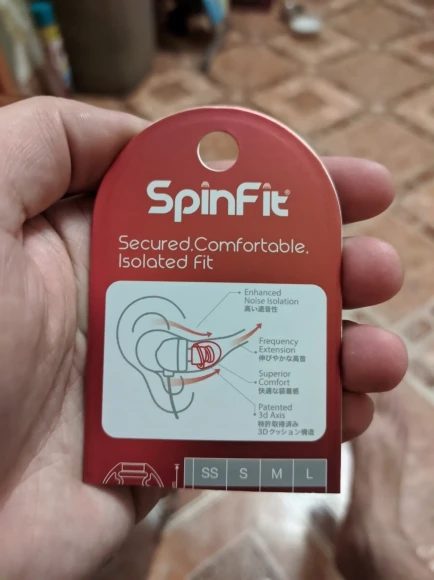 SpinFit®
Secured,Comfortable,
Isolated Fit
Enhanced
Noise Isolation
高い遮音性
Frequency
Extension
伸びやかな高音
Superior
Comfort
快適な装着感
Patented
3d Axis
特許取得済み
3Dクッション構造
SS S M L